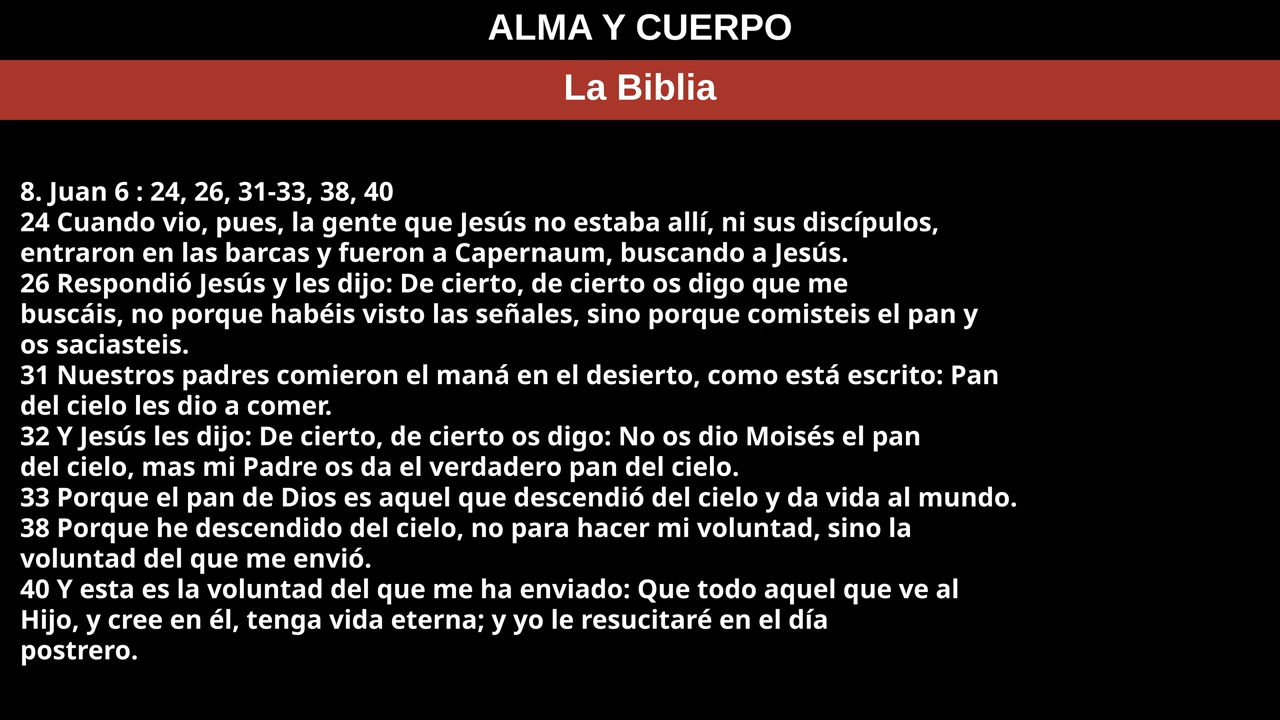 ALMA Y CUERPO
La Biblia
8. Juan 6 : 24, 26, 31-33, 38, 40
24 Cuando vio, pues, la gente que Jesús no estaba allí, ni sus discípulos,
entraron en las barcas y fueron a Capernaum, buscando a Jesús.
26 Respondió Jesús y les dijo: De cierto, de cierto os digo que me
buscáis, no porque habéis visto las señales, sino porque comisteis el pan y
os saciasteis.
31 Nuestros padres comieron el maná en el desierto, como está escrito: Pan
del cielo les dio a comer.
32 Y Jesús les dijo: De cierto, de cierto os digo: No os dio Moisés el pan
del cielo, mas mi Padre os da el verdadero pan del cielo.
33 Porque el pan de Dios es aquel que descendió del cielo y da vida al mundo.
38 Porque he descendido del cielo, no para hacer mi voluntad, sino la
voluntad del que me envió.
40 Y esta es la voluntad del que me ha enviado: Que todo aquel que ve al
Hijo, y cree en él, tenga vida eterna; y yo le resucitaré en el día
postrero.